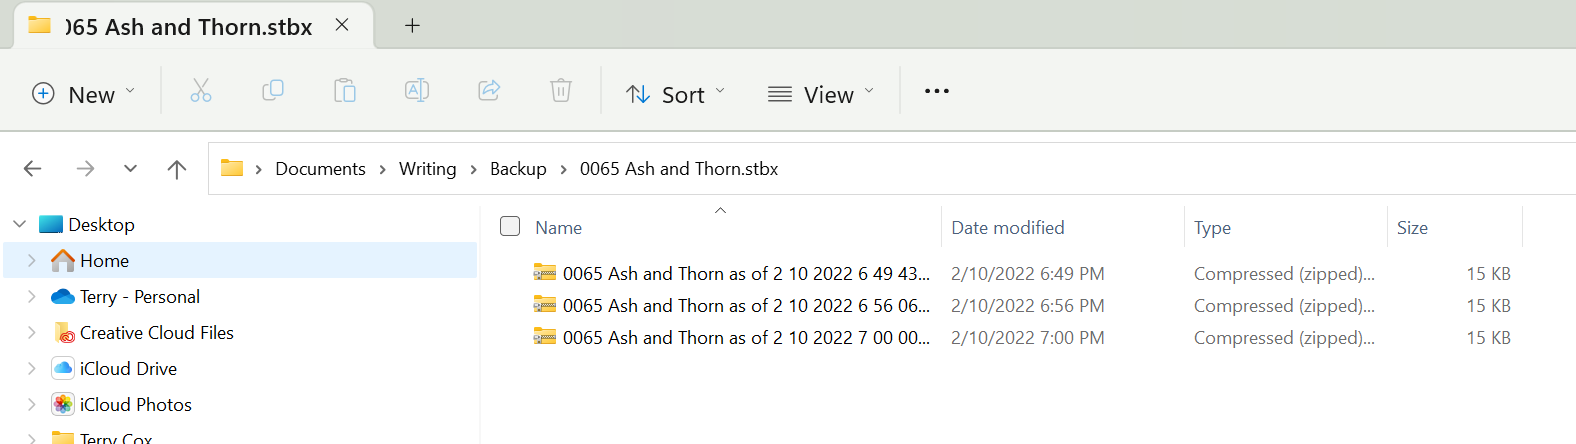 065 Ash and Thorn.stbx
New Sort View
Documents > Writing > Backup > 0065 Ash and Thorn.stbx
Desktop
Home
Terry - Personal
Creative Cloud Files
iCloud Drive
iCloud Photos
Terry Cox
Name Date modified Type Size
0065 Ash and Thorn as of 2 10 2022 6 49 43... 2/10/2022 6:49 PM Compressed (zipped)... 15 KB
0065 Ash and Thorn as of 2 10 2022 6 56 06... 2/10/2022 6:56 PM Compressed (zipped)... 15 KB
0065 Ash and Thorn as of 2 10 2022 7 00 00... 2/10/2022 7:00 PM Compressed (zipped)... 15 KB